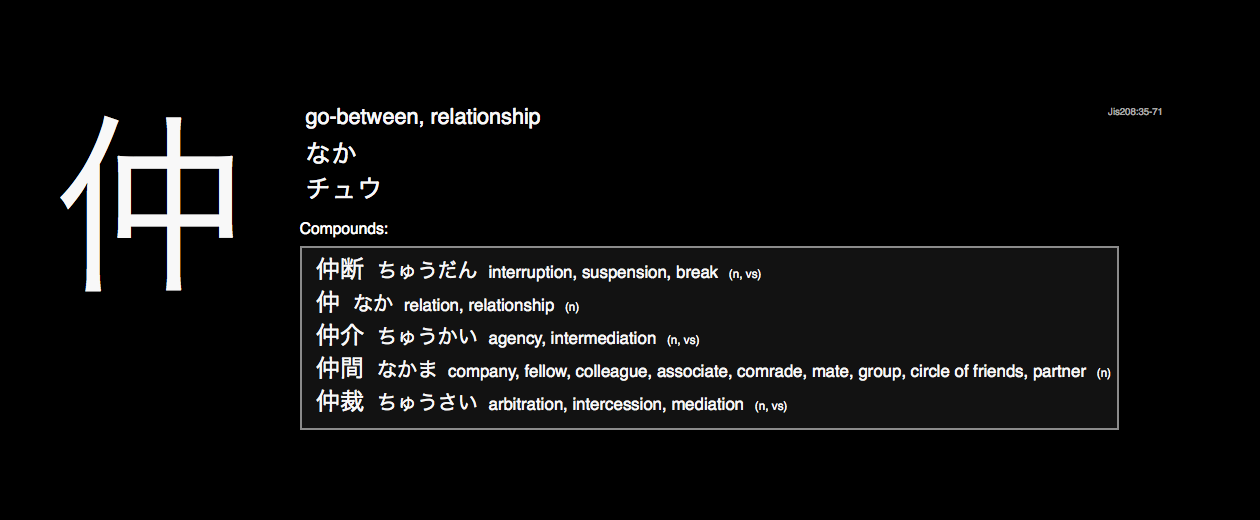 仲
go-between, relationship
Jis208:35-71
なか
チュウ
Compounds:
仲断 ちゅうだん interruption, suspension, break (n, vs)
仲 なか relation, relationship (n)
仲介 ちゅうかい agency, intermediation (n, vs)
仲間 なかま company, fellow, colleague, associate, comrade, mate, group, circle of friends, partner (n)
仲裁 ちゅうさい arbitration, intercession, mediation (n, vs)